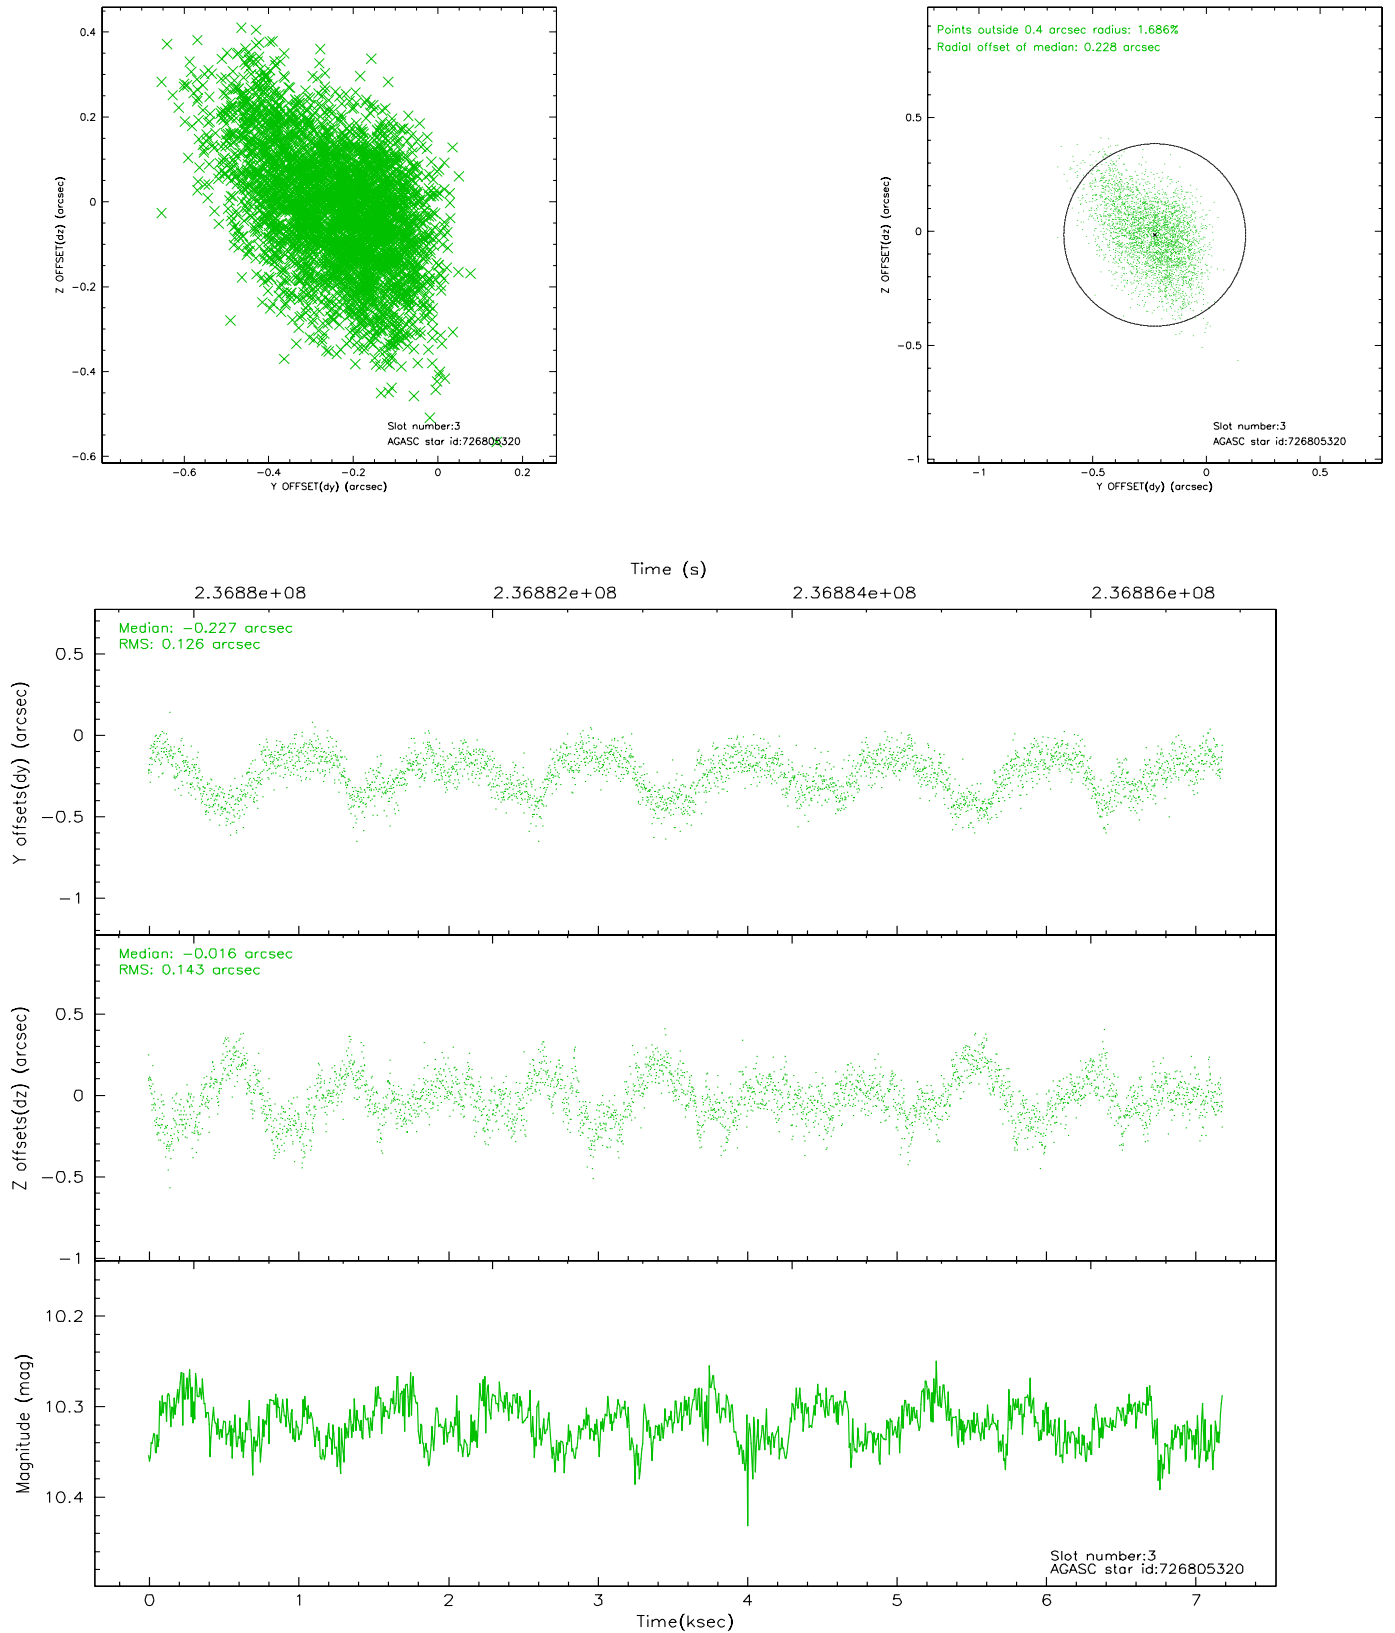 0.4
0.2
0
−0.2
−0.4
−0.6
Z OFFSET(dz) (arcsec)
Slot number:3
AGASC star id:726805320
−0.6
−0.4
−0.2
0
0.2
Y OFFSET(dy) (arcsec)
Points outside 0.4 arcsec radius: 1.686%
Radial offset of median: 0.228 arcsec
0.5
0
−0.5
−1
Z OFFSET(dz) (arcsec)
Slot number:3
AGASC star id:726805320
−1
−0.5
0
0.5
Y OFFSET(dy) (arcsec)
Time (s)
2.3688e+08
2.36882e+08
2.36884e+08
2.36886e+08
Median: −0.227 arcsec
RMS: 0.126 arcsec
0.5
0
−0.5
−1
Y offsets(dy) (arcsec)
Median: −0.016 arcsec
RMS: 0.143 arcsec
0.5
0
−0.5
−1
Z offsets(dz) (arcsec)
10.2
10.3
10.4
Magnitude (mag)
Slot number:3
AGASC star id:726805320
0
1
2
3
4
5
6
7
Time(ksec)